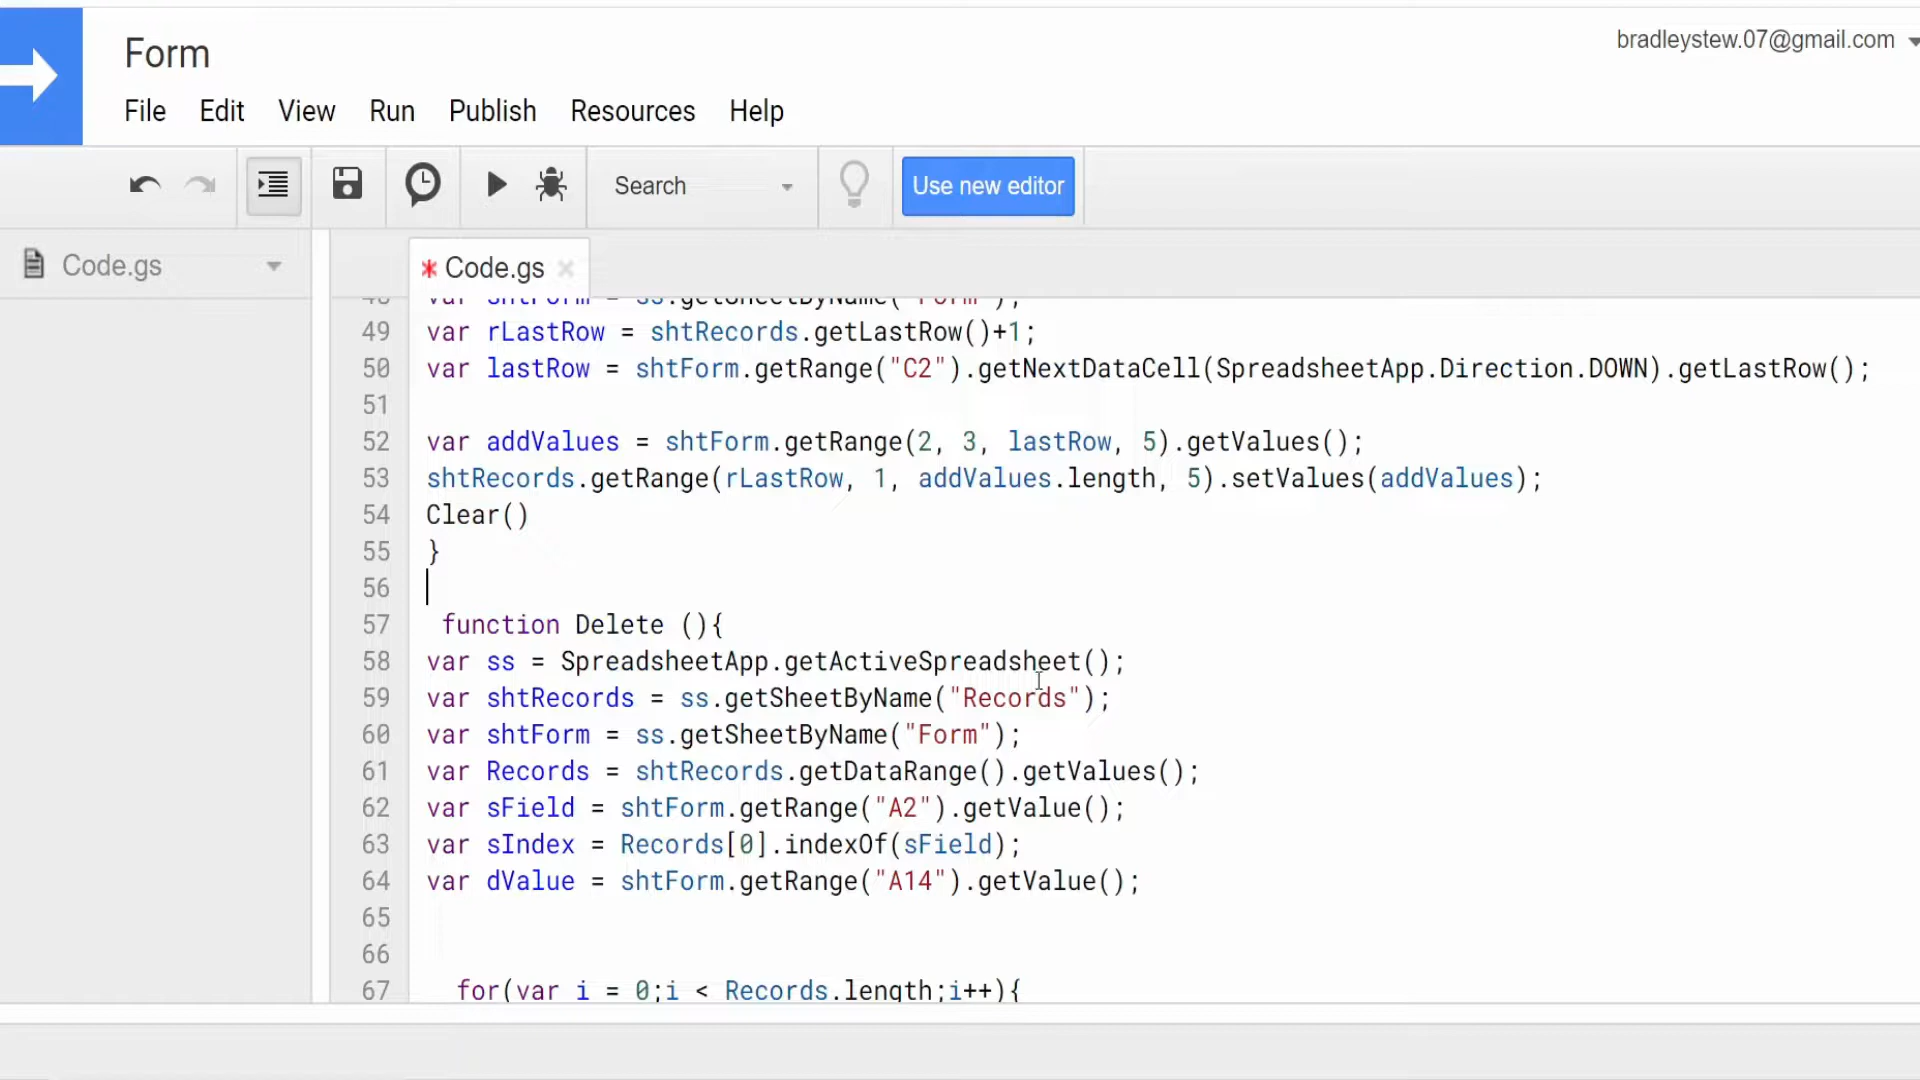 Form
bradleystew.07@gmail.com
File Edit View Run Publish Resources Help
Search
Use new editor
Code.gs
* Code.gs ×
48 var shtForm = ss.getSheetByName("Form");
49 var rLastRow = shtRecords.getLastRow()+1;
50 var lastRow = shtForm.getRange("C2").getNextDataCell(SpreadsheetApp.Direction.DOWN).getLastRow();
51
52 var addValues = shtForm.getRange(2, 3, lastRow, 5).getValues();
53 shtRecords.getRange(rLastRow, 1, addValues.length, 5).setValues(addValues);
54 Clear()
55 }
56
57 function Delete (){
58 var ss = SpreadsheetApp.getActiveSpreadsheet();
59 var shtRecords = ss.getSheetByName("Records");
60 var shtForm = ss.getSheetByName("Form");
61 var Records = shtRecords.getDataRange().getValues();
62 var sField = shtForm.getRange("A2").getValue();
63 var sIndex = Records[0].indexOf(sField);
64 var dValue = shtForm.getRange("A14").getValue();
65
66
67 for(var i = 0;i < Records.length;i++){